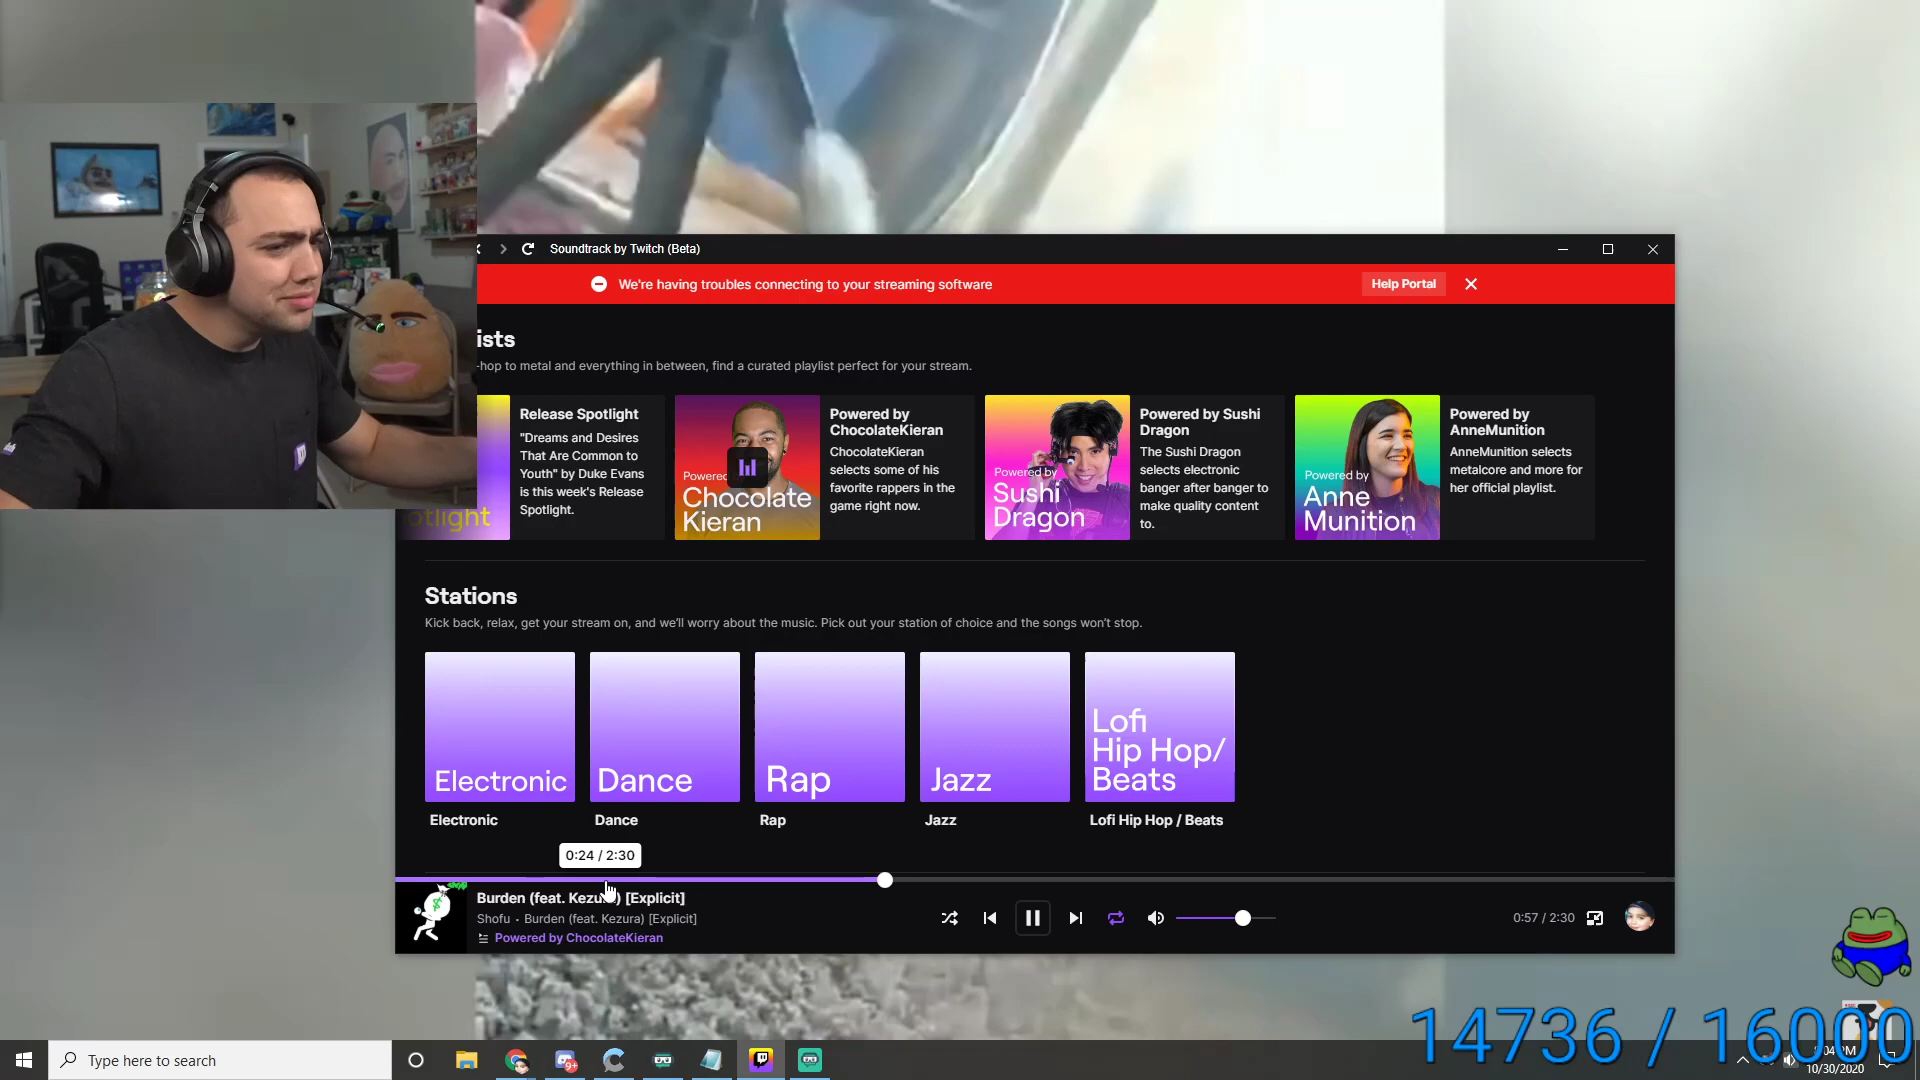 Soundtrack by Twitch (Beta)
We're having troubles connecting to your streaming software
Help Portal
ists
-hop to metal and everything in between, find a curated playlist perfect for your stream.
otlight
Release Spotlight
"Dreams and Desires
That Are Common to
Youth" by Duke Evans
is this week's Release
Spotlight.
Powered
Chocolate
Kieran
Powered by
ChocolateKieran
ChocolateKieran
selects some of his
favorite rappers in the
game right now.
Powered by
Sushi
Dragon
Powered by Sushi
Dragon
The Sushi Dragon
selects electronic
banger after banger to
make quality content
to.
Powered by
Anne
Munition
Powered by
AnneMunition
AnneMunition selects
metalcore and more for
her official playlist.
Stations
Kick back, relax, get your stream on, and we'll worry about the music. Pick out your station of choice and the songs won't stop.
Electronic
Dance
Rap
Jazz
Lofi
Hip Hop/
Beats
Electronic
Dance
Rap
Jazz
Lofi Hip Hop / Beats
0:24 / 2:30
Burden (feat. Kezura) [Explicit]
Shofu • Burden (feat. Kezura) [Explicit]
Powered by ChocolateKieran
0:57 / 2:30
14736 / 16000
Type here to search
9+
10/30/2020